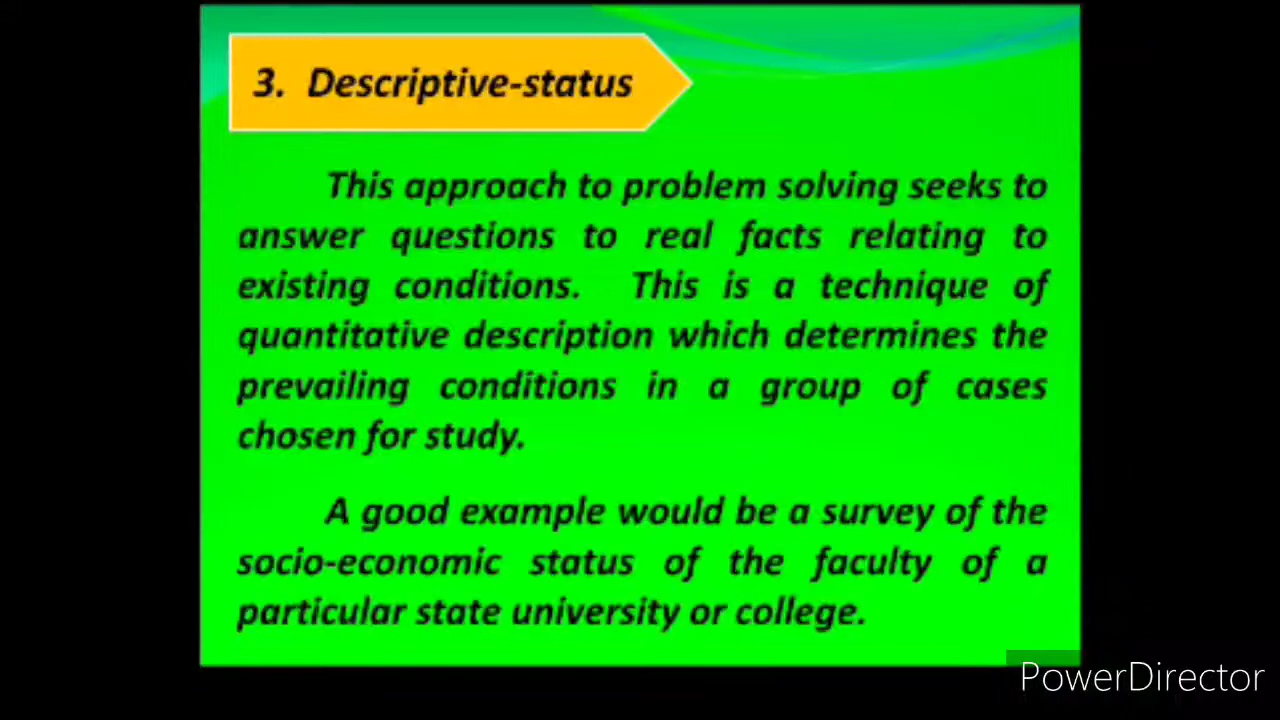 3. Descriptive-status
This approach to problem solving seeks to
answer questions to real facts relating to
existing conditions. This is a technique of
quantitative description which determines the
prevailing conditions in a group of cases
chosen for study.
A good example would be a survey of the
socio-economic status of the faculty of a
particular state university or college.
PowerDirector